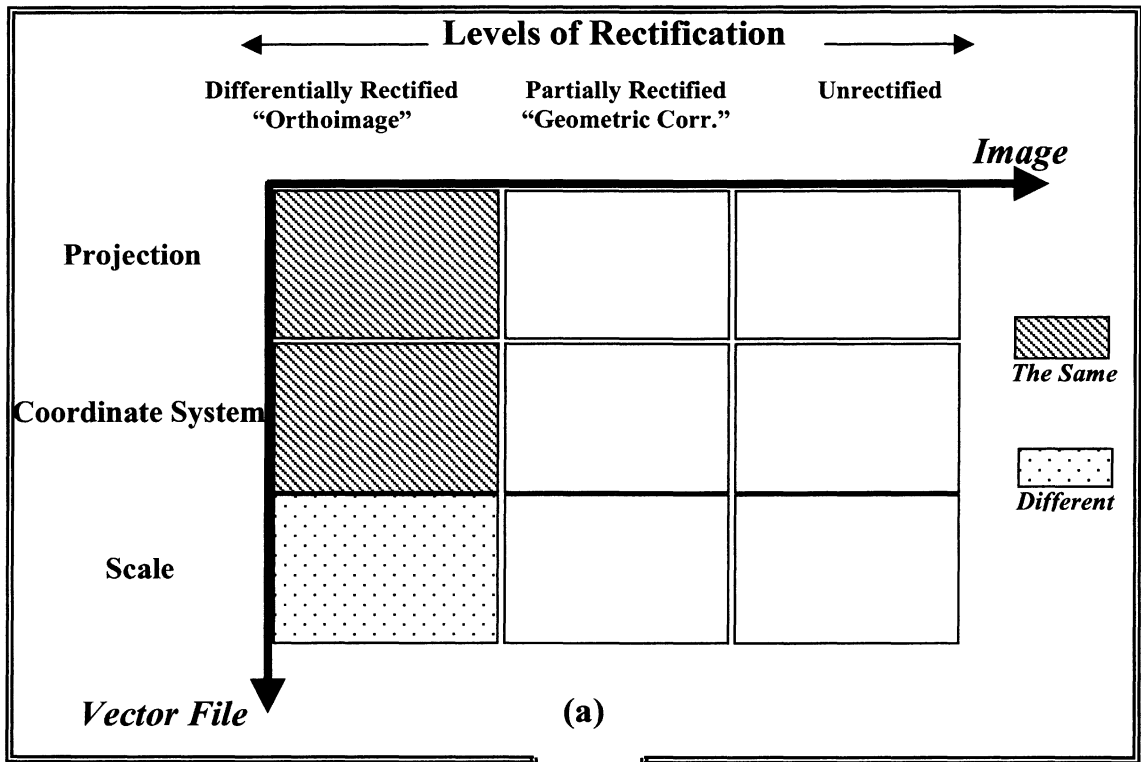 Levels of Rectification
Differentially Rectified
“Orthoimage”
Partially Rectified
“Geometric Corr.”
Unrectified
Image
Projection
Coordinate System
Scale
The Same
Different
Vector File
(a)